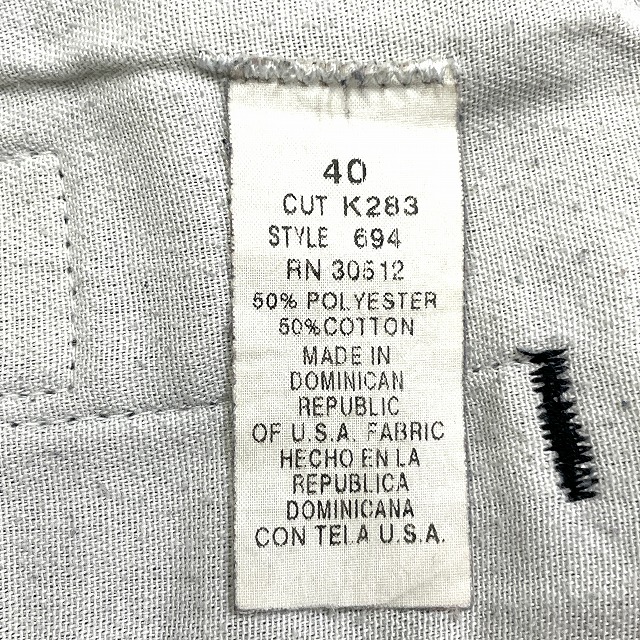 40
CUT K283
STYLE 694
RN 30612
50% POLYESTER
50% COTTON
MADE IN
DOMINICAN
REPUBLIC
OF U.S.A. FABRIC
HECHO EN LA
REPUBLICA
DOMINICANA
CON TELA U.S.A.